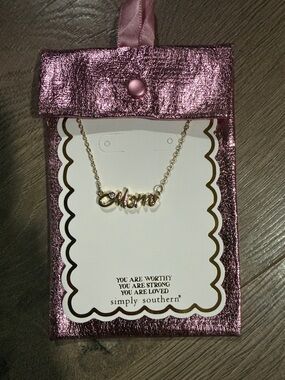 Mama
YOU ARE WORTHY
YOU ARE STRONG
YOU ARE LOVED
simply southern®